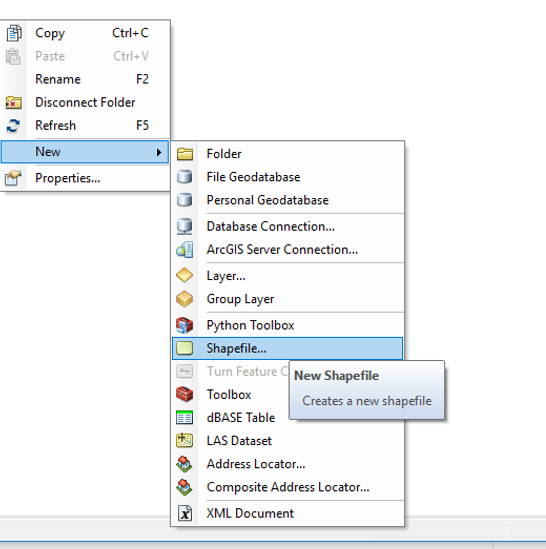 Copy Ctrl+C
Paste Ctrl+V
Rename F2
Disconnect Folder
Refresh F5
New
Properties...
Folder
File Geodatabase
Personal Geodatabase
Database Connection...
ArcGIS Server Connection...
Layer...
Group Layer
Python Toolbox
Shapefile...
Turn Feature C
New Shapefile
Creates a new shapefile
Toolbox
dBASE Table
LAS Dataset
Address Locator...
Composite Address Locator...
XML Document